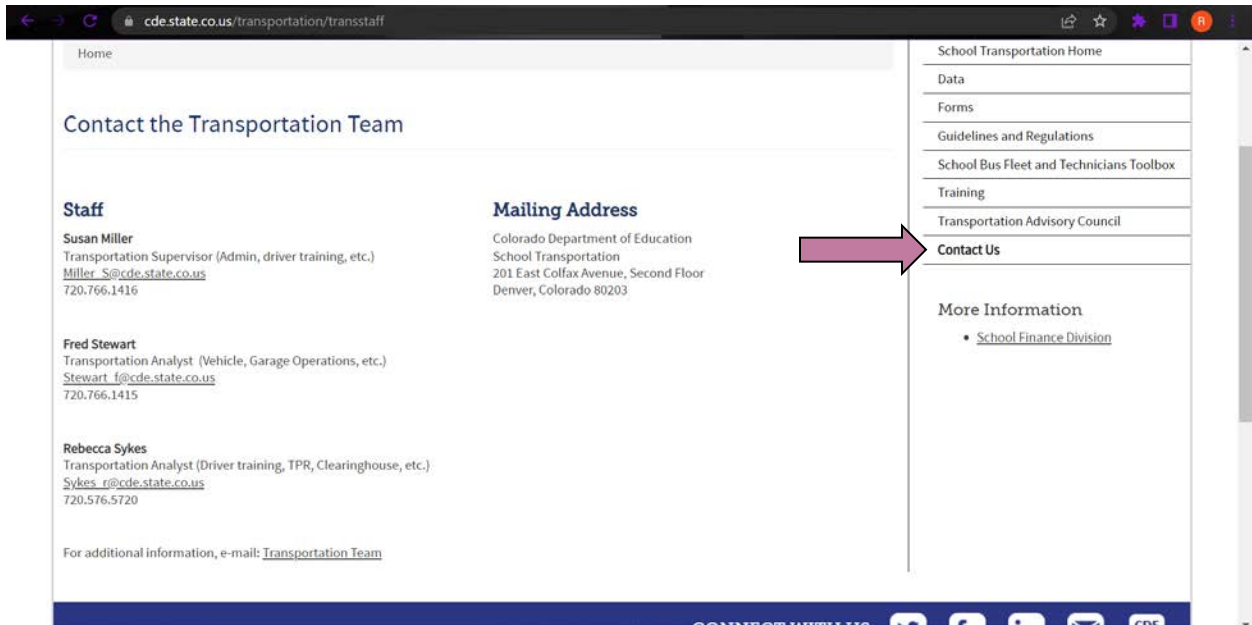 cde.state.co.us/transportation/transstaff
R
Home
Contact the Transportation Team
Staff
Susan Miller
Transportation Supervisor (Admin, driver training, etc.)
Miller_S@cde.state.co.us
720.766.1416
Fred Stewart
Transportation Analyst (Vehicle, Garage Operations, etc.)
Stewart_f@cde.state.co.us
720.766.1415
Rebecca Sykes
Transportation Analyst (Driver training, TPR, Clearinghouse, etc.)
Sykes_r@cde.state.co.us
720.576.5720
For additional information, e-mail: Transportation Team
Mailing Address
Colorado Department of Education
School Transportation
201 East Colfax Avenue, Second Floor
Denver, Colorado 80203
School Transportation Home
Data
Forms
Guidelines and Regulations
School Bus Fleet and Technicians Toolbox
Training
Transportation Advisory Council
Contact Us
More Information
School Finance Division
CONNECT WITH US
CDE